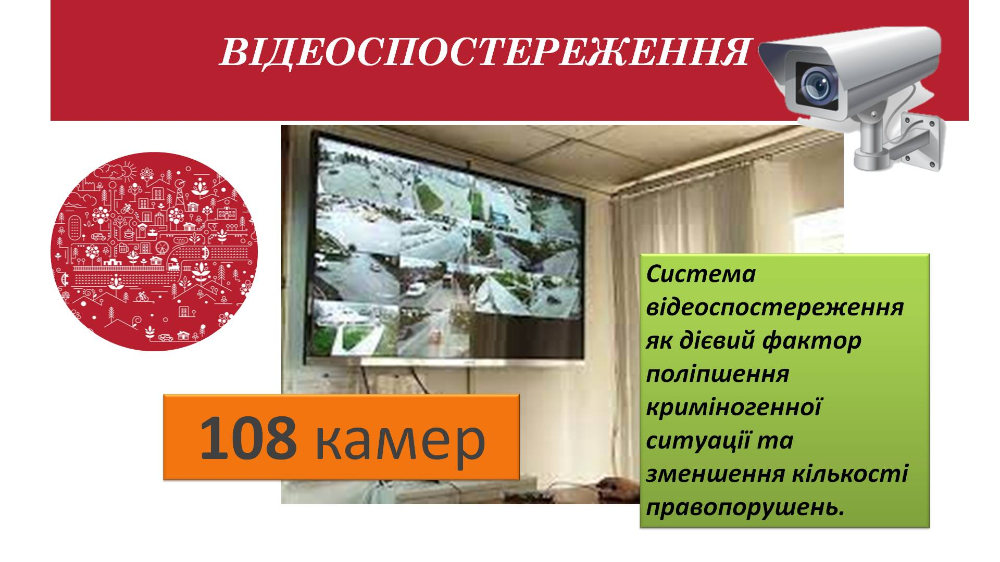 ВІДЕОСПОСТЕРЕЖЕННЯ
Система
відеоспостереження
як дієвий фактор
поліпшення
криміногенної
ситуації та
зменшення кількості
правопорушень.
108 камер